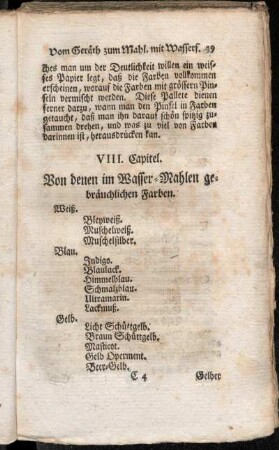 Vom Geräth zum Mahl. mit Wassers. 39
ches man um der Deutlichkeit willen ein weis-
ses Papier legt, daß die Farben vollkommen
erscheinen, worauf die Farben mit grössern Pin-
seln vermischt werden. Diese Pallete dienen
ferner darzu, wann man den Pinsel in Farben
getaucht, daß man ihn darauf schön spitzig zu-
sammen drehen, und was zu viel von Farben
darinnen ist, herausdrücken kan.
VIII. Capitel.
Von denen im Wasser-Mahlen ge-
bräuchlichen Farben.
Weiß.
Bleyweiß.
Muschelweiß.
Muschelsilber.
Blau.
Indigo.
Blaulack.
Himmelblau.
Schmalzblau.
Ultramarin.
Lackmuß.
Gelb.
Licht Schüttgelb.
Braun Schüttgelb.
Masticot.
Gelb Operment.
Beer-Gelb.
C 4 Gelber